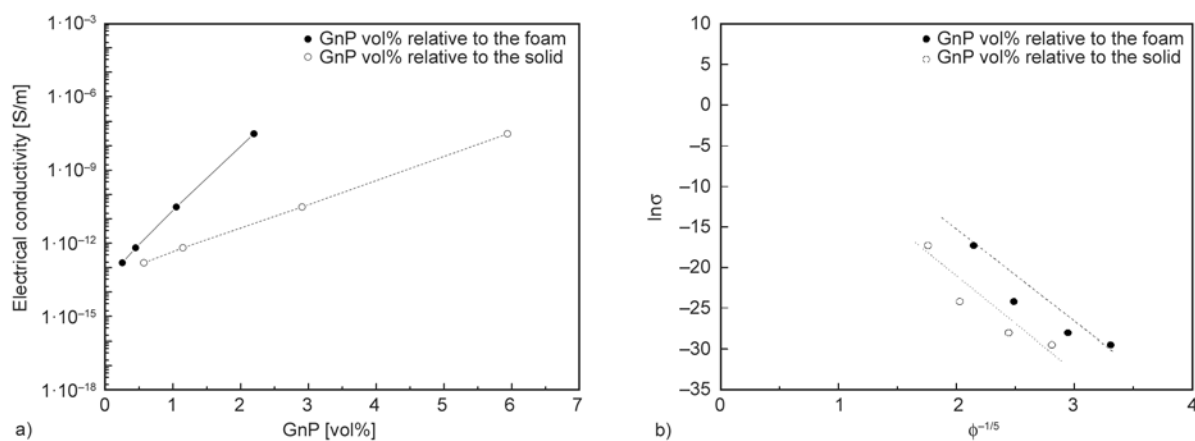 1·10⁻³
1·10⁻⁶
1·10⁻⁹
1·10⁻¹²
1·10⁻¹⁵
1·10⁻¹⁸
Electrical conductivity [S/m]
GnP vol% relative to the foam
GnP vol% relative to the solid
0 1 2 3 4 5 6 7
GnP [vol%]
a)
10
5
0
–5
–10
–15
–20
–25
–30
–35
lnσ
GnP vol% relative to the foam
GnP vol% relative to the solid
0 1 2 3 4
ϕ⁻¹/⁵
b)